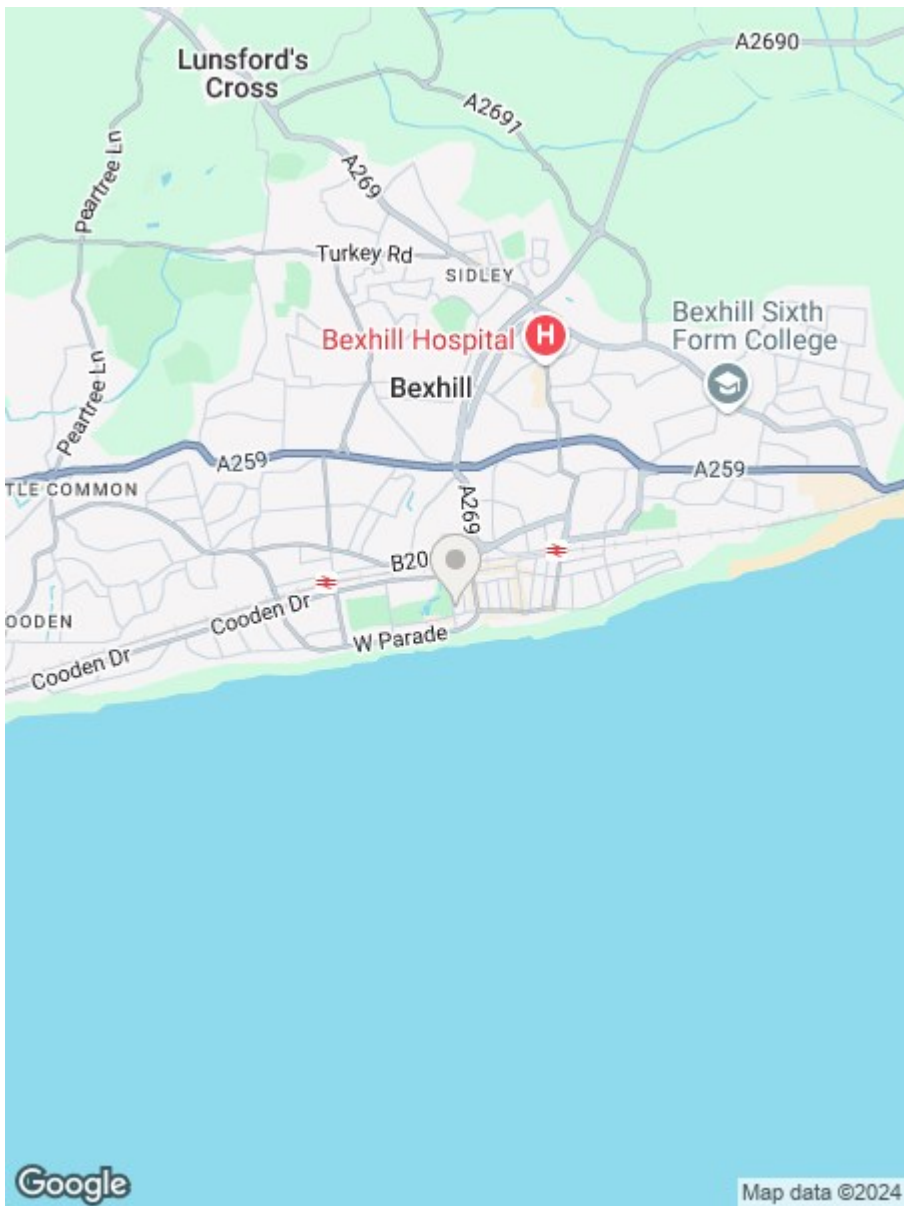 A2690
Lunsford's
Cross
A2697
Peartree Ln
A269
Turkey Rd
SIDLEY
Bexhill Sixth
Form College
Bexhill Hospital
H
Bexhill
Peartree Ln
A259
A259
TLE COMMON
A269
B20
Cooden Dr
OODEN
W Parade
Cooden Dr
Google
Map data ©2024